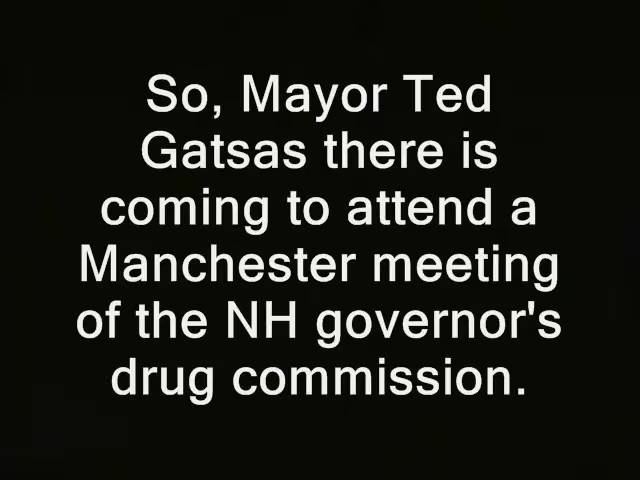 So, Mayor Ted
Gatsas there is
coming to attend a
Manchester meeting
of the NH governor's
drug commission.